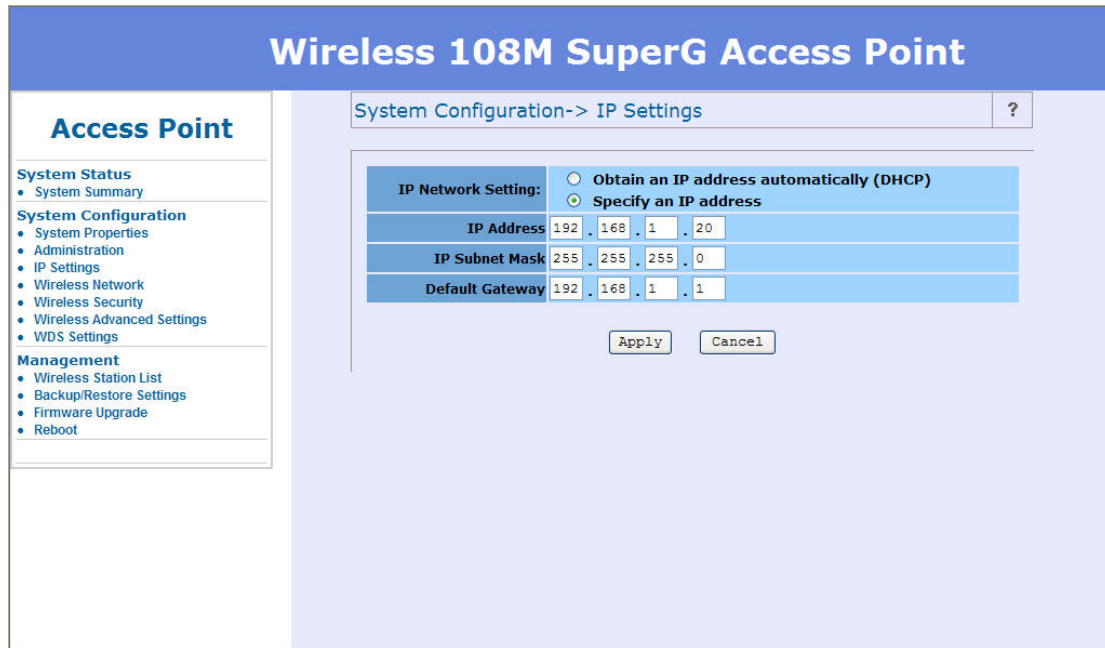 Wireless 108M SuperG Access Point
Access Point
System Status
System Summary
System Configuration
System Properties
Administration
IP Settings
Wireless Network
Wireless Security
Wireless Advanced Settings
WDS Settings
Management
Wireless Station List
Backup/Restore Settings
Firmware Upgrade
Reboot
System Configuration-> IP Settings ?
IP Network Setting: Obtain an IP address automatically (DHCP)
Specify an IP address
IP Address 192 . 168 . 1 . 20
IP Subnet Mask 255 . 255 . 255 . 0
Default Gateway 192 . 168 . 1 . 1
Apply Cancel